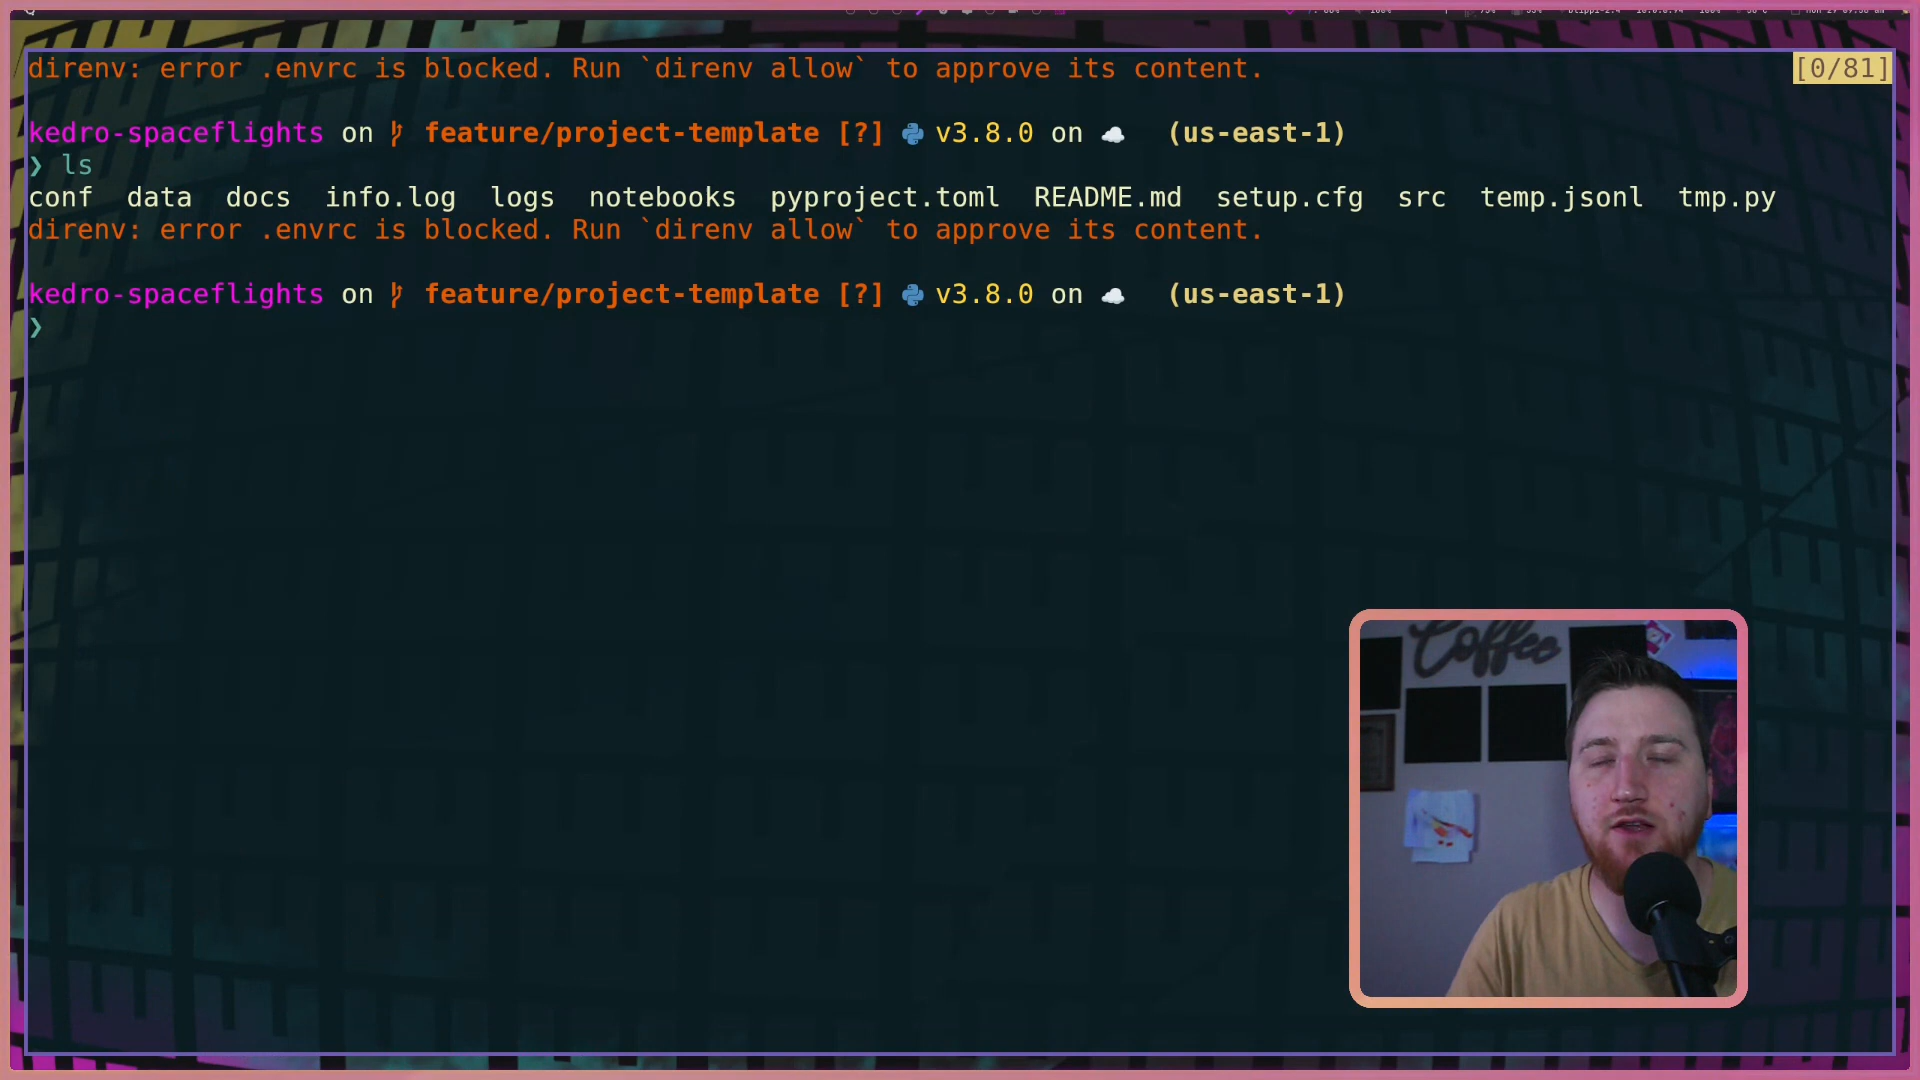 direnv: error .envrc is blocked. Run `direnv allow` to approve its content.
[0/81]
kedro-spaceflights on feature/project-template [?] v3.8.0 on (us-east-1)
❯ ls
conf data docs info.log logs notebooks pyproject.toml README.md setup.cfg src temp.jsonl tmp.py
direnv: error .envrc is blocked. Run `direnv allow` to approve its content.
kedro-spaceflights on feature/project-template [?] v3.8.0 on (us-east-1)
❯
Coffee